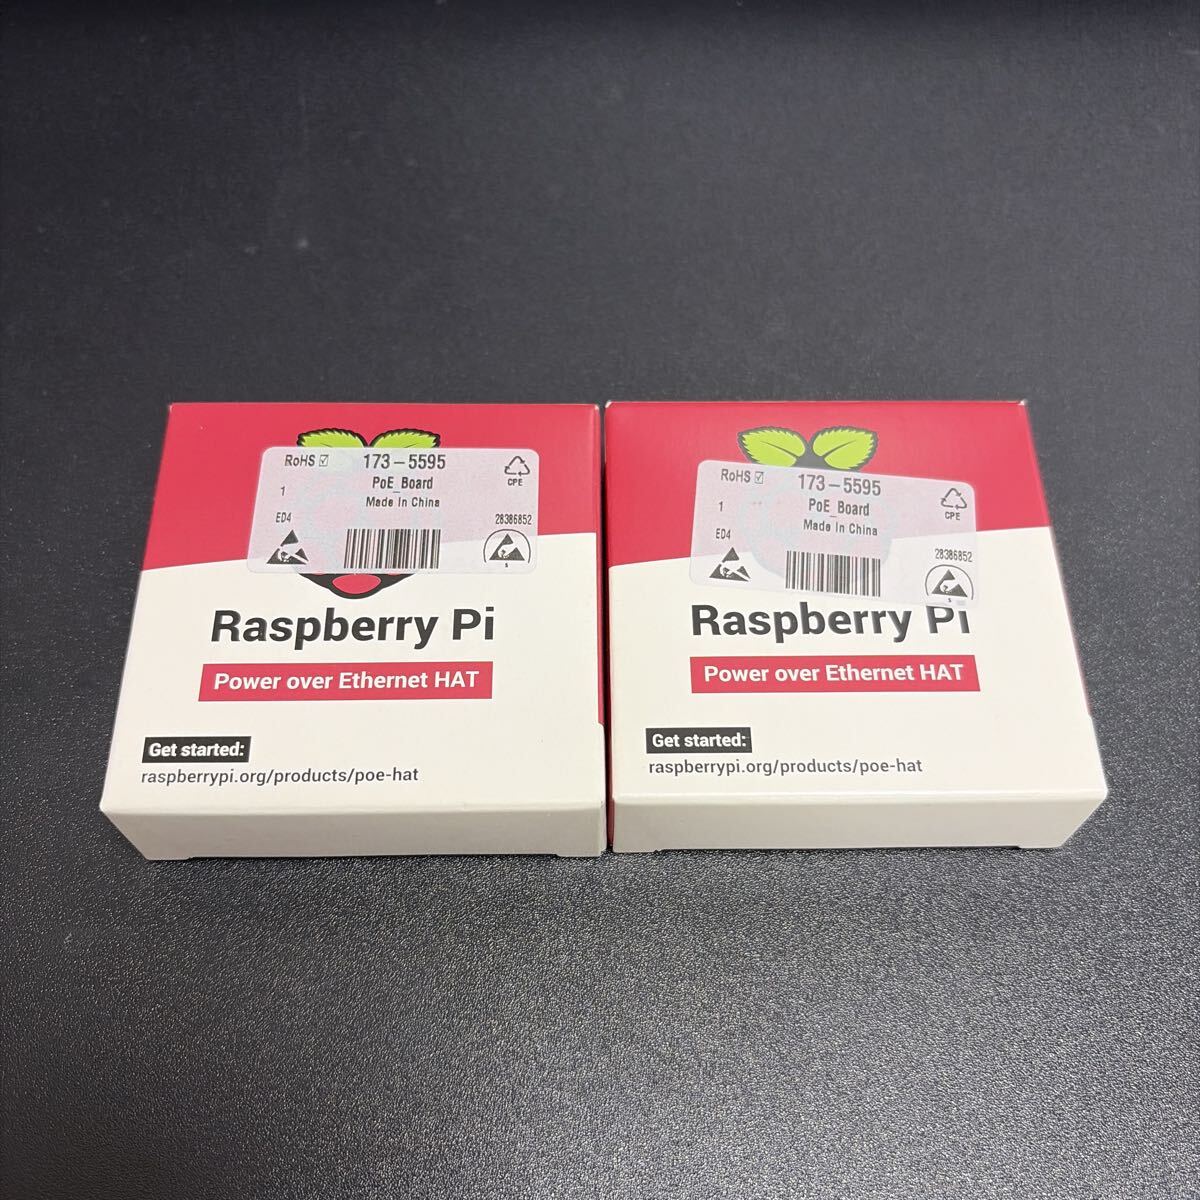 RoHS 173-5595
PoE_Board
CPE
1
Made In China
ED4
28386852
S
Raspberry Pi
Power over Ethernet HAT
Get started:
raspberrypi.org/products/poe-hat
RoHS 173-5595
PoE_Board
CPE
1
Made In China
ED4
28386852
S
Raspberry Pi
Power over Ethernet HAT
Get started:
raspberrypi.org/products/poe-hat